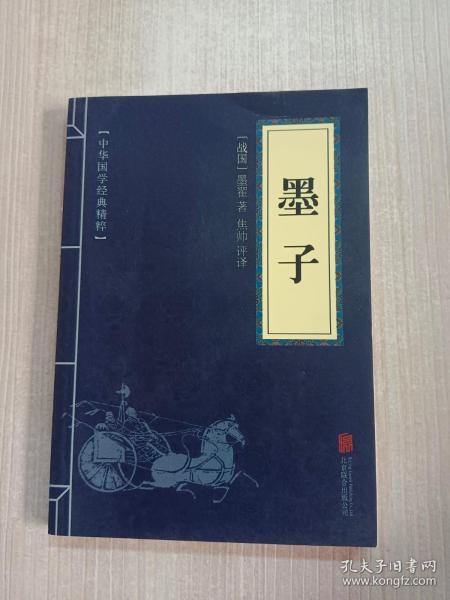 墨子
[战国]墨翟 著 焦帅 评译
【中华国学经典精粹】
北京联合出版公司
孔夫子旧书网
www.kongfz.com